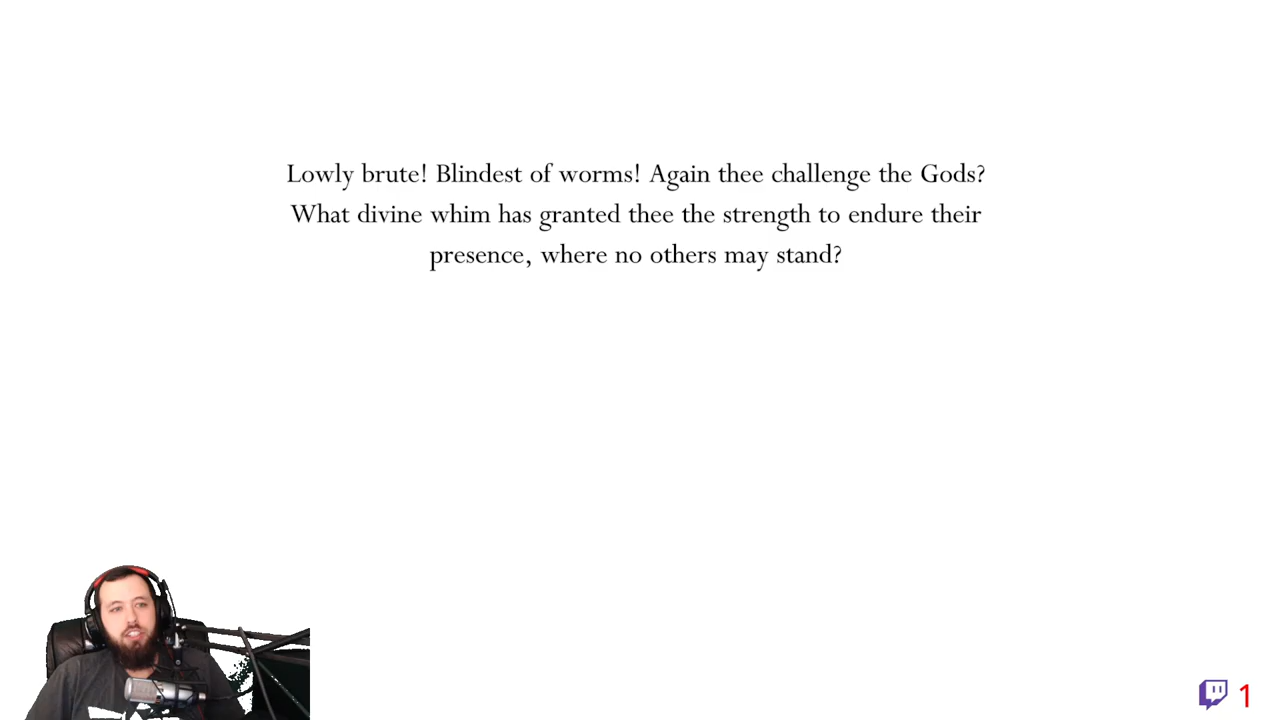 Lowly brute! Blindest of worms! Again thee challenge the Gods?
What divine whim has granted thee the strength to endure their
presence, where no others may stand?
1